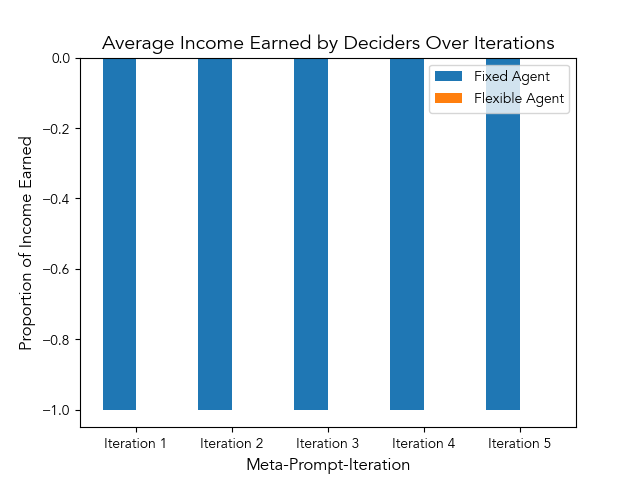 Average Income Earned by Deciders Over Iterations
Fixed Agent
Flexible Agent
Proportion of Income Earned
0.0
−0.2
−0.4
−0.6
−0.8
−1.0
Iteration 1
Iteration 2
Iteration 3
Iteration 4
Iteration 5
Meta-Prompt-Iteration